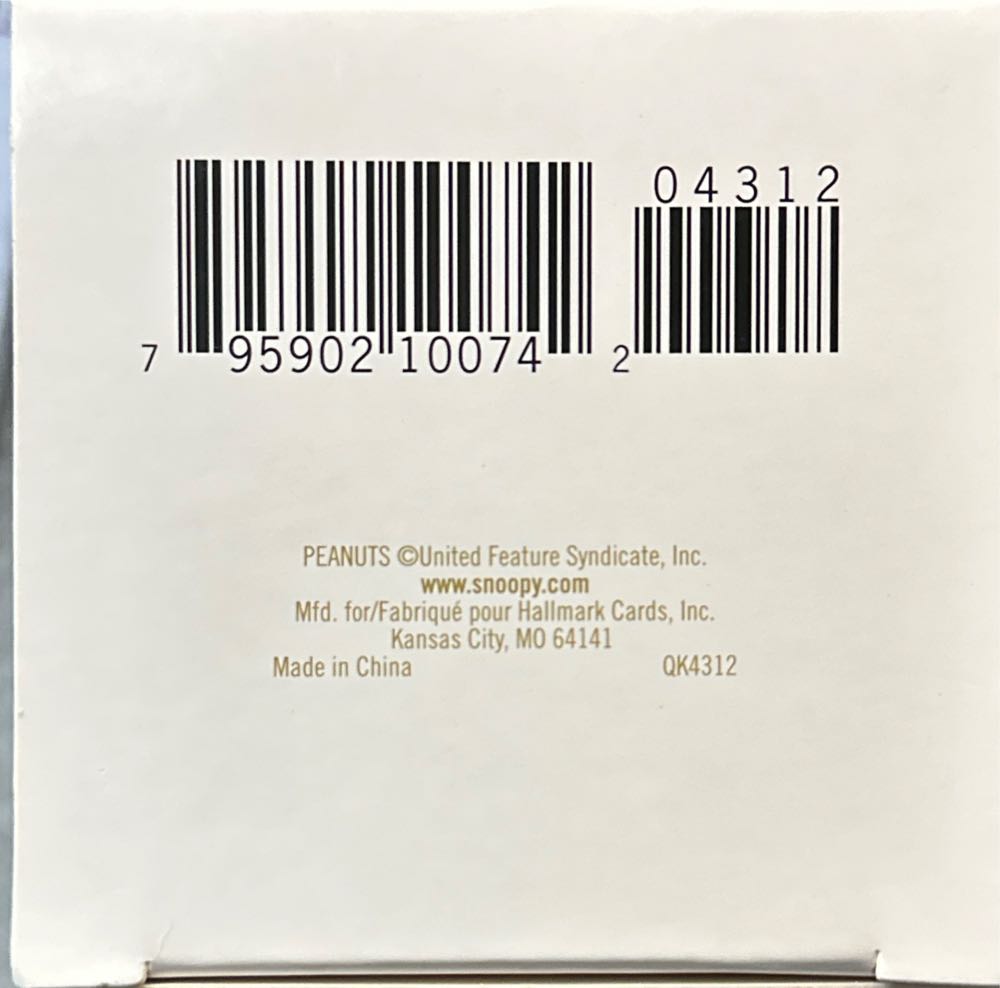 04312
7 95902 10074 2
PEANUTS ©United Feature Syndicate, Inc.
www.snoopy.com
Mfd. for/Fabriqué pour Hallmark Cards, Inc.
Kansas City, MO 64141
Made in China QK4312